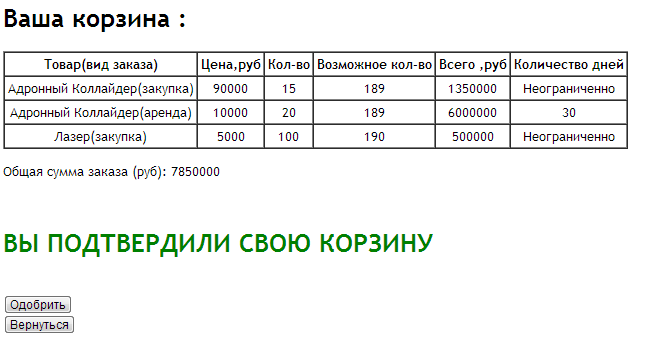 Ваша корзина :
Товар(вид заказа) Цена,руб Кол-во Возможное кол-во Всего ,руб Количество дней
Адронный Коллайдер(закупка) 90000 15 189 1350000 Неограниченно
Адронный Коллайдер(аренда) 10000 20 189 6000000 30
Лазер(закупка) 5000 100 190 500000 Неограниченно
Общая сумма заказа (руб): 7850000
ВЫ ПОДТВЕРДИЛИ СВОЮ КОРЗИНУ
Одобрить
Вернуться